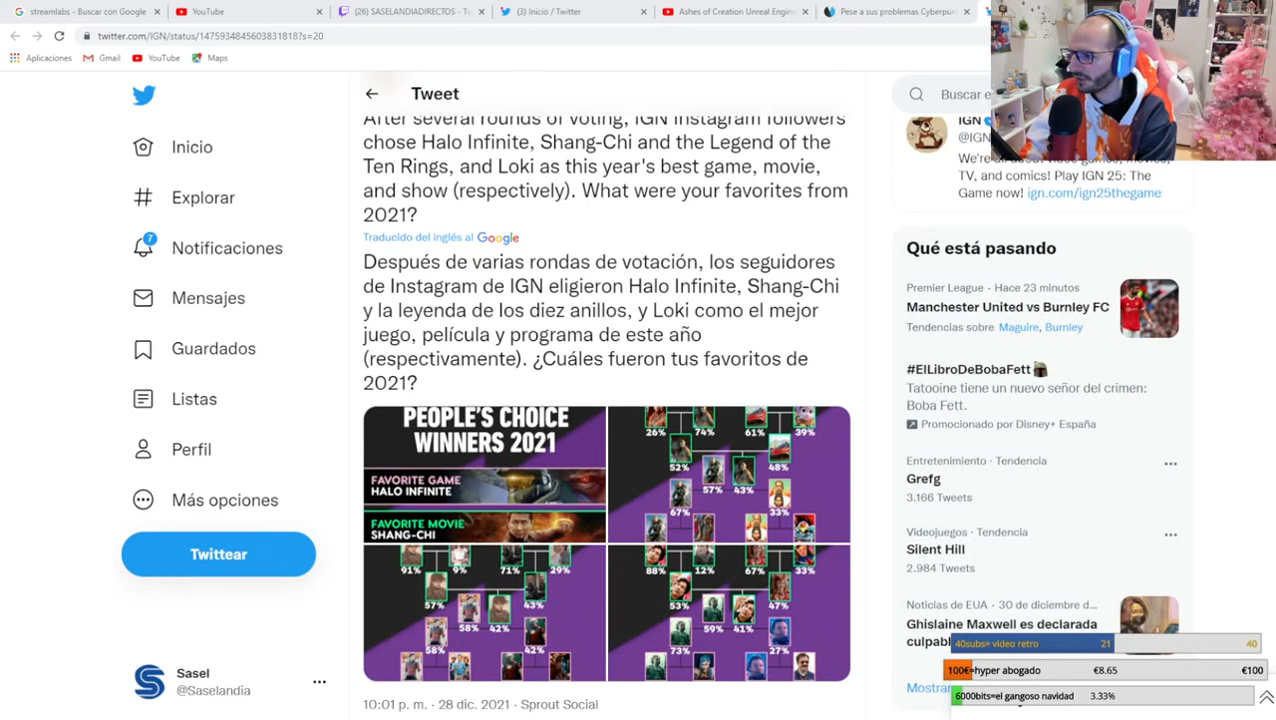 streamlabs - Buscar con Google
YouTube
(26) SASELANDIADIRECTOS - Tw
(3) Inicio / Twitter
Ashes of Creation Unreal Engine
Pese a sus problemas Cyberpun
twitter.com/IGN/status/1475934845603831818?s=20
Aplicaciones
Gmail
YouTube
Maps
Inicio
Explorar
7
Notificaciones
Mensajes
Guardados
Listas
Perfil
Más opciones
Twittear
Sasel
@Saselandia
Tweet
After several rounds of voting, IGN Instagram followers
chose Halo Infinite, Shang-Chi and the Legend of the
Ten Rings, and Loki as this year's best game, movie,
and show (respectively). What were your favorites from
2021?
Traducido del inglés al Google
Después de varias rondas de votación, los seguidores
de Instagram de IGN eligieron Halo Infinite, Shang-Chi
y la leyenda de los diez anillos, y Loki como el mejor
juego, película y programa de este año
(respectivamente). ¿Cuáles fueron tus favoritos de
2021?
PEOPLE'S CHOICE
WINNERS 2021
FAVORITE GAME
HALO INFINITE
FAVORITE MOVIE
SHANG-CHI
26% 74% 61% 39%
52% 48%
57% 43%
67% 33%
91% 9% 71% 29%
57% 43%
58% 42%
58% 42%
88% 12% 67% 33%
53% 47%
59% 41%
73% 27%
10:01 p. m. · 28 dic. 2021 · Sprout Social
Buscar e
IGN
@IGN
We're all about video games, movies,
TV, and comics! Play IGN 25: The
Game now! ign.com/ign25thegame
Qué está pasando
Premier League · Hace 23 minutos
Manchester United vs Burnley FC
Tendencias sobre Maguire, Burnley
#ElLibroDeBobaFett
Tatooine tiene un nuevo señor del crimen:
Boba Fett.
Promocionado por Disney+ España
Entretenimiento · Tendencia
Grefg
3.166 Tweets
Videojuegos · Tendencia
Silent Hill
2.984 Tweets
Noticias de EUA · 30 de diciembre d...
Ghislaine Maxwell es declarada
culpabl
Mostrar
40subs= video retro 21 40
100€=hyper abogado €8.65 €100
6000bits=el gangoso navidad 3.33%